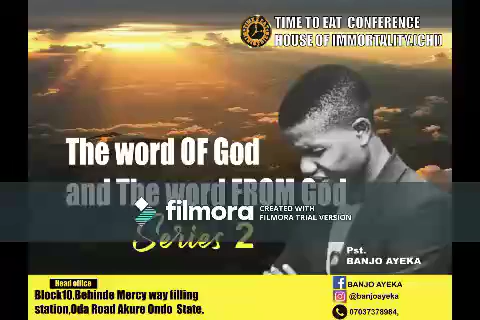 TIME TO EAT CONFERENCE
HOUSE OF IMMORTALITY/ICHU
The word OF God
and The word FROM God
filmora
CREATED WITH
FILMORA TRIAL VERSION
Series 2
Pst.
BANJO AYEKA
Head office
Block10.Behinde Mercy way filling
station,Oda Road Akure Ondo State.
BANJO AYEKA
@banjoayeka
07037378984,